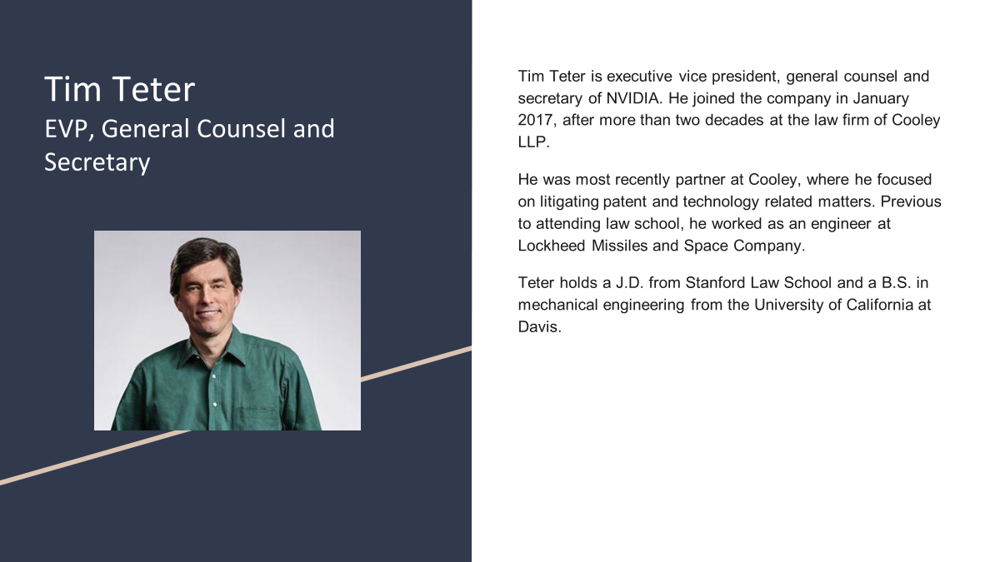 Tim Teter
EVP, General Counsel and
Secretary
Tim Teter is executive vice president, general counsel and
secretary of NVIDIA. He joined the company in January
2017, after more than two decades at the law firm of Cooley
LLP.
He was most recently partner at Cooley, where he focused
on litigating patent and technology related matters. Previous
to attending law school, he worked as an engineer at
Lockheed Missiles and Space Company.
Teter holds a J.D. from Stanford Law School and a B.S. in
mechanical engineering from the University of California at
Davis.